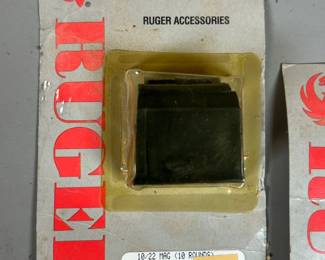 RUGER ACCESSORIES
RUGER
10/22 MAG (10 ROUNDS)